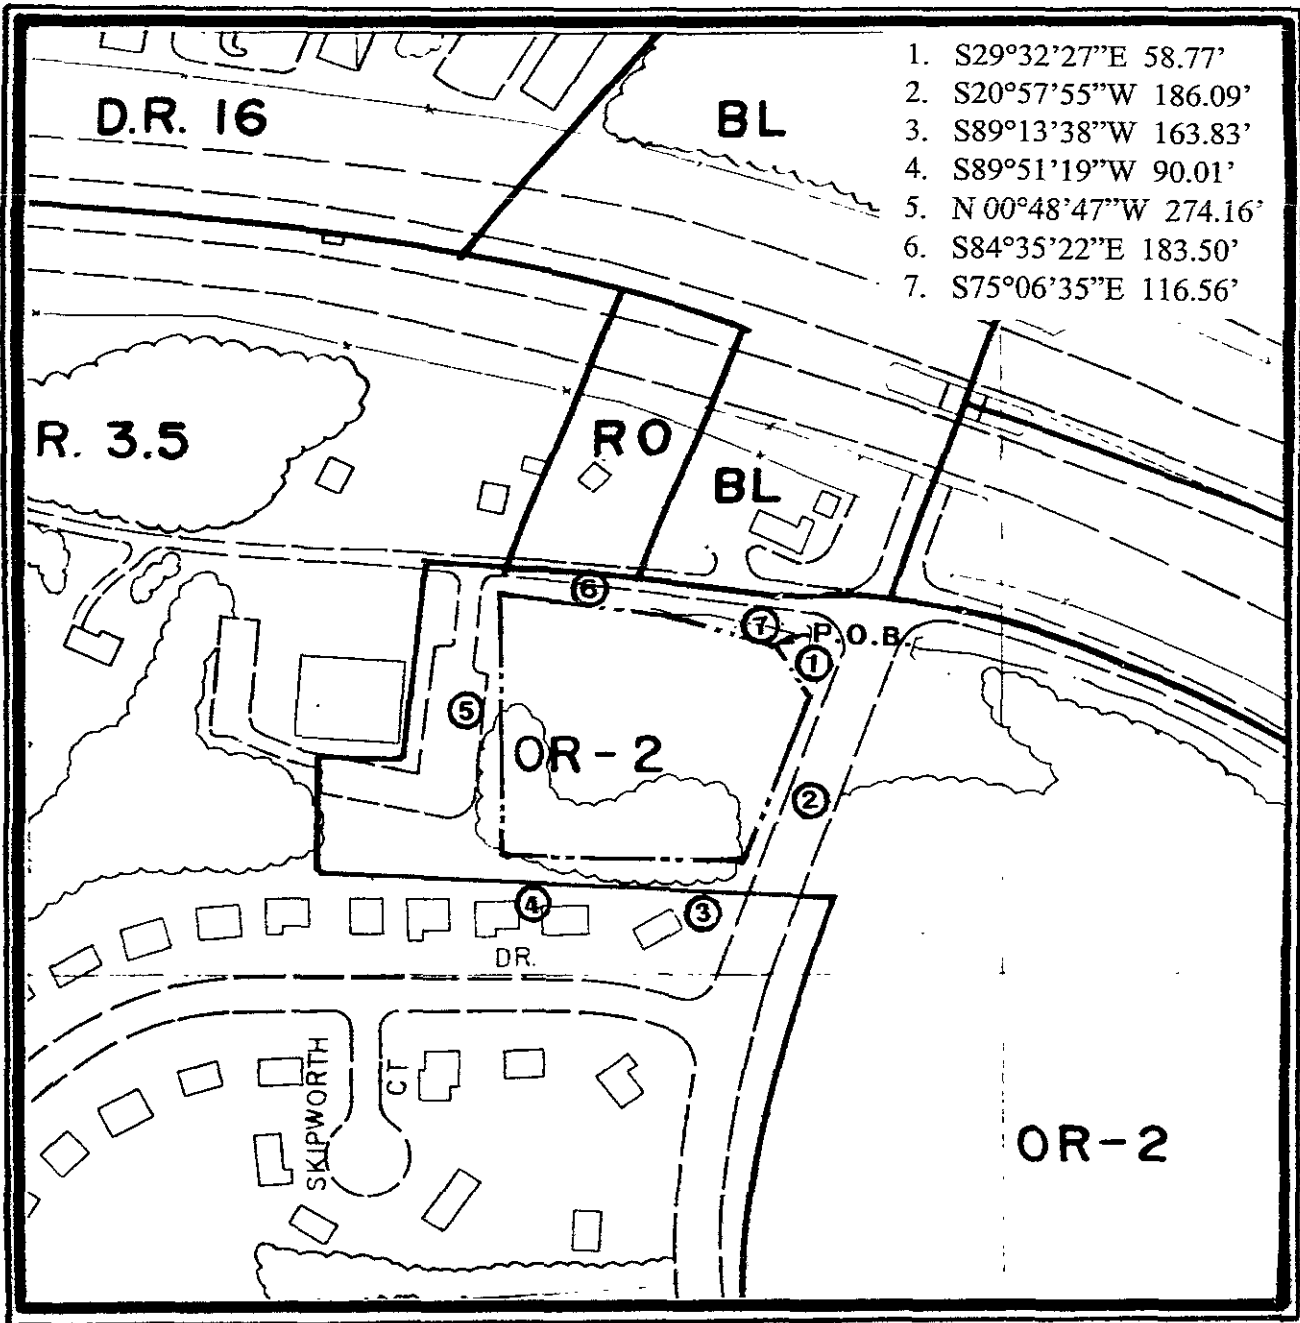 1. S29°32'27”E 58.77'
2. S20°57'55”W 186.09'
3. S89°13'38”W 163.83'
4. S89°51'19”W 90.01'
5. N 00°48'47”W 274.16'
6. S84°35'22”E 183.50'
7. S75°06'35”E 116.56'
D.R. 16
BL
R. 3.5
RO
BL
6
7
P.O.B.
1
5
OR-2
2
4
3
DR.
SKIPWORTH
CT
OR-2